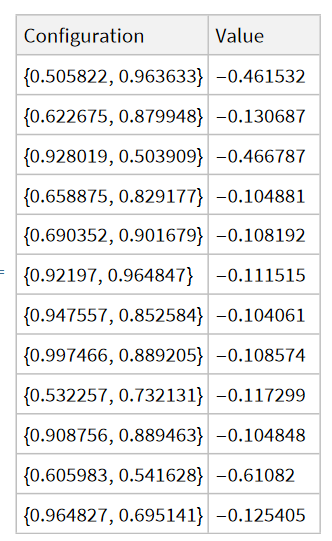 Configuration Value
{0.505822, 0.963633} −0.461532
{0.622675, 0.879948} −0.130687
{0.928019, 0.503909} −0.466787
{0.658875, 0.829177} −0.104881
{0.690352, 0.901679} −0.108192
{0.92197, 0.964847} −0.111515
{0.947557, 0.852584} −0.104061
{0.997466, 0.889205} −0.108574
{0.532257, 0.732131} −0.117299
{0.908756, 0.889463} −0.104848
{0.605983, 0.541628} −0.61082
{0.964827, 0.695141} −0.125405